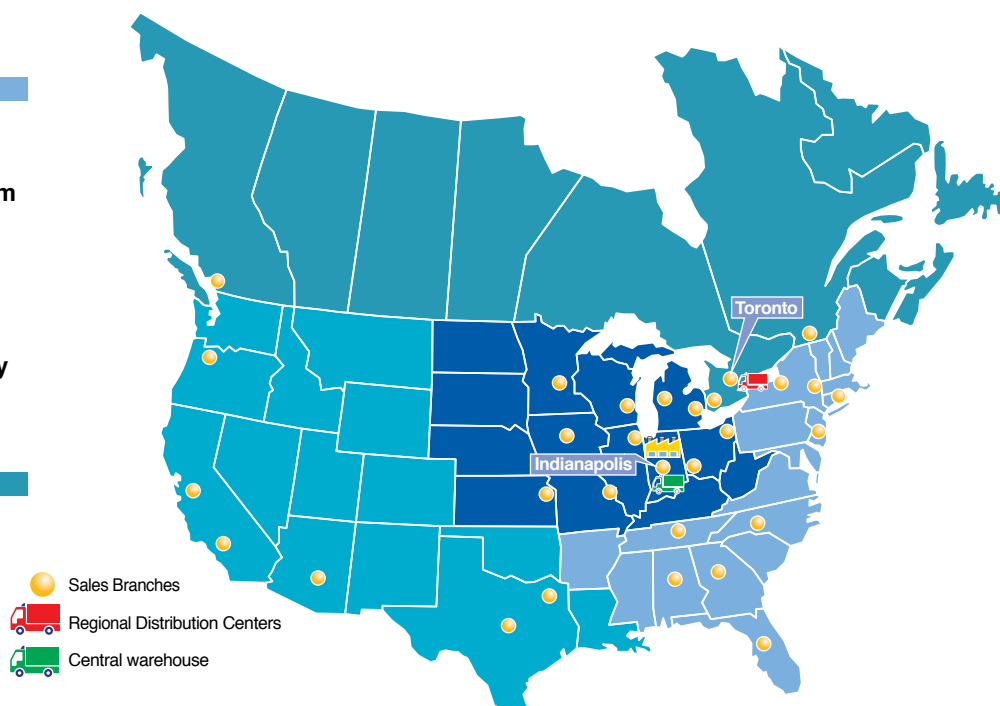 m
y
Toronto
Indianapolis
Sales Branches
Regional Distribution Centers
Central warehouse